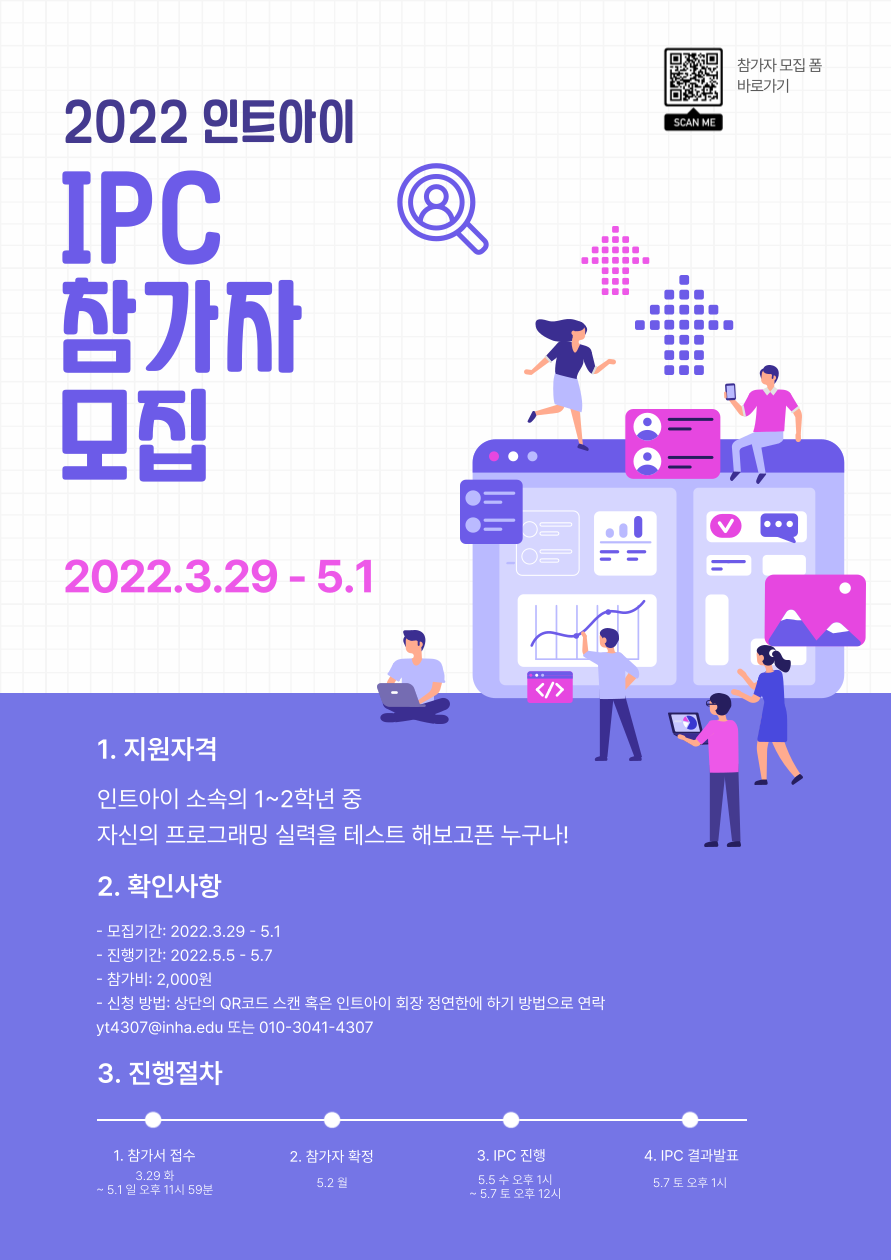 참가자 모집 폼
바로가기
SCAN ME
2022 인트아이
IPC
참가자
모집
2022.3.29 - 5.1
</>
1. 지원자격
인트아이 소속의 1~2학년 중
자신의 프로그래밍 실력을 테스트 해보고픈 누구나!
2. 확인사항
- 모집기간: 2022.3.29 - 5.1
- 진행기간: 2022.5.5 - 5.7
- 참가비: 2,000원
- 신청 방법: 상단의 QR코드 스캔 혹은 인트아이 회장 정연한에 하기 방법으로 연락
yt4307@inha.edu 또는 010-3041-4307
3. 진행절차
1. 참가서 접수
3.29 화
~ 5.1 일 오후 11시 59분
2. 참가자 확정
5.2 월
3. IPC 진행
5.5 수 오후 1시
~ 5.7 토 오후 12시
4. IPC 결과발표
5.7 토 오후 1시